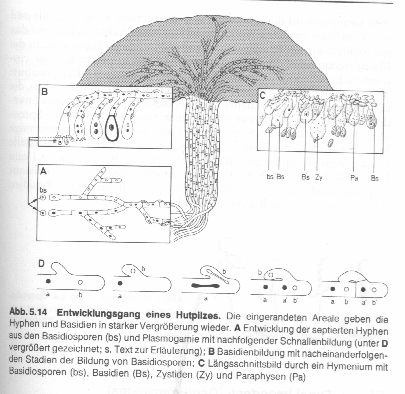 B
C
bs Bs
Bs Zy
Pa
Bs
A
bs
D
b
b
b
a
a
a
a a' b'
a b a' b'
Abb.5.14 Entwicklungsgang eines Hutpilzes. Die eingerandeten Areale geben die
Hyphen und Basidien in starker Vergrößerung wieder. A Entwicklung der septierten Hyphen
aus den Basidiosporen (bs) und Plasmogamie mit nachfolgender Schnallenbildung (unter D
vergrößert gezeichnet; s. Text zur Erläuterung); B Basidienbildung mit nacheinanderfolgen-
den Stadien der Bildung von Basidiosporen; C Längsschnittsbild durch ein Hymenium mit
Basidiosporen (bs), Basidien (Bs), Zystiden (Zy) und Paraphysen (Pa)